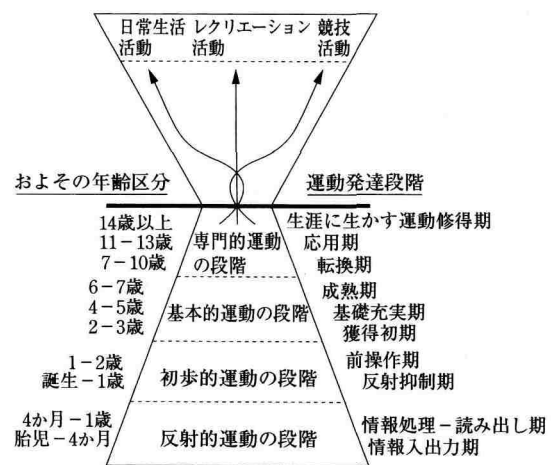 日常生活 レクリエーション 競技
活動 活動 活動
およその年齢区分 運動発達段階
14歳以上 生涯に生かす運動修得期
11－13歳 専門的運動 応用期
7－10歳 の段階 転換期
6－7歳 成熟期
4－5歳 基本的運動の段階 基礎充実期
2－3歳 獲得初期
1－2歳 前操作期
誕生－1歳 初歩的運動の段階 反射抑制期
4か月－1歳 情報処理－読み出し期
胎児－4か月 反射的運動の段階 情報入出力期